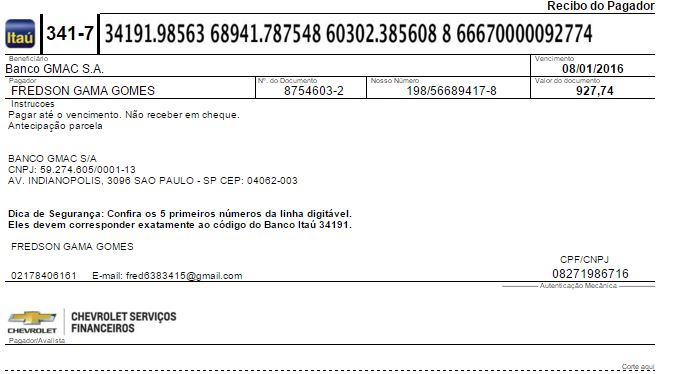 Recibo do Pagador
Itaú 341-7 34191.98563 68941.787548 60302.385608 8 66670000092774
Beneficiário Vencimento
Banco GMAC S.A. 08/01/2016
Pagador Nº. do Documento Nosso Número Valor do documento
FREDSON GAMA GOMES 8754603-2 198/56689417-8 927,74
Instrucoes
Pagar até o vencimento. Não receber em cheque.
Antecipação parcela
BANCO GMAC S/A
CNPJ: 59.274.605/0001-13
AV. INDIANOPOLIS, 3096 SAO PAULO - SP CEP: 04062-003
Dica de Segurança: Confira os 5 primeiros números da linha digitável.
Eles devem corresponder exatamente ao código do Banco Itaú 34191.
FREDSON GAMA GOMES
CPF/CNPJ
02178406161 E-mail: fred6383415@gmail.com 08271986716
Autenticação Mecânica
CHEVROLET
CHEVROLET SERVIÇOS
FINANCEIROS
Pagador/Avalista
Corte aqui